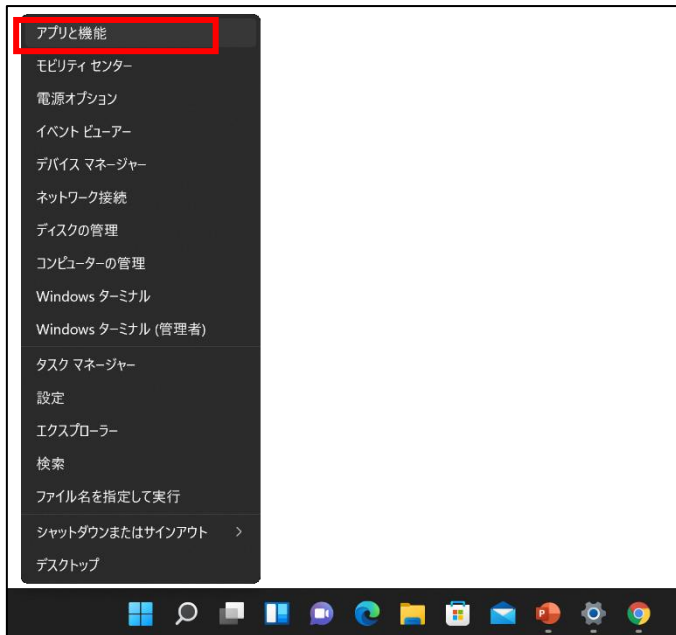 アプリと機能
モビリティ センター
電源オプション
イベント ビューアー
デバイス マネージャー
ネットワーク接続
ディスクの管理
コンピューターの管理
Windows ターミナル
Windows ターミナル (管理者)
タスク マネージャー
設定
エクスプローラー
検索
ファイル名を指定して実行
シャットダウンまたはサインアウト
デスクトップ